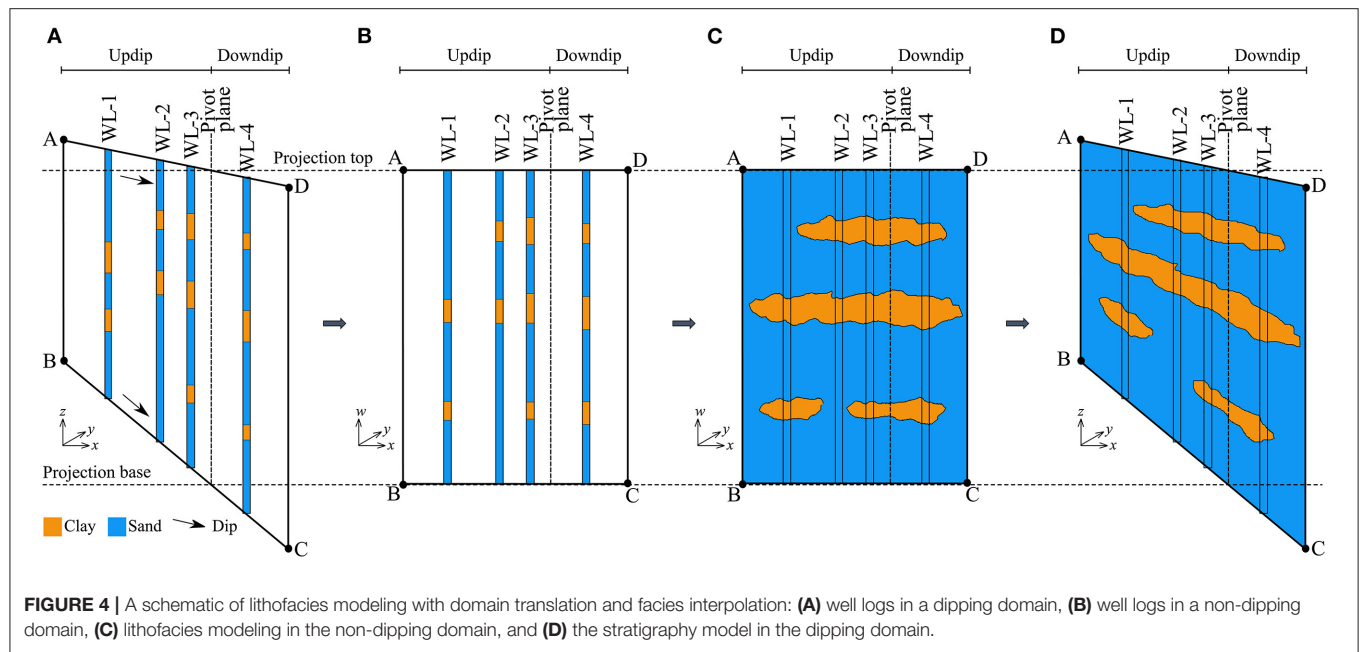 A
B
C
D
Updip
Downdip
Updip
Downdip
Updip
Downdip
Updip
Downdip
WL-1
WL-2
WL-3
Pivot
plane
WL-4
WL-1
WL-2
WL-3
Pivot
plane
WL-4
WL-1
WL-2
WL-3
Pivot
plane
WL-4
WL-1
WL-2
WL-3
Pivot
plane
WL-4
A
Projection top
D
B
C
z
y
x
Projection base
Clay
Sand
Dip
A
D
B
C
w
y
x
A
D
B
C
w
y
x
A
D
B
C
z
y
x
FIGURE 4 | A schematic of lithofacies modeling with domain translation and facies interpolation: (A) well logs in a dipping domain, (B) well logs in a non-dipping
domain, (C) lithofacies modeling in the non-dipping domain, and (D) the stratigraphy model in the dipping domain.